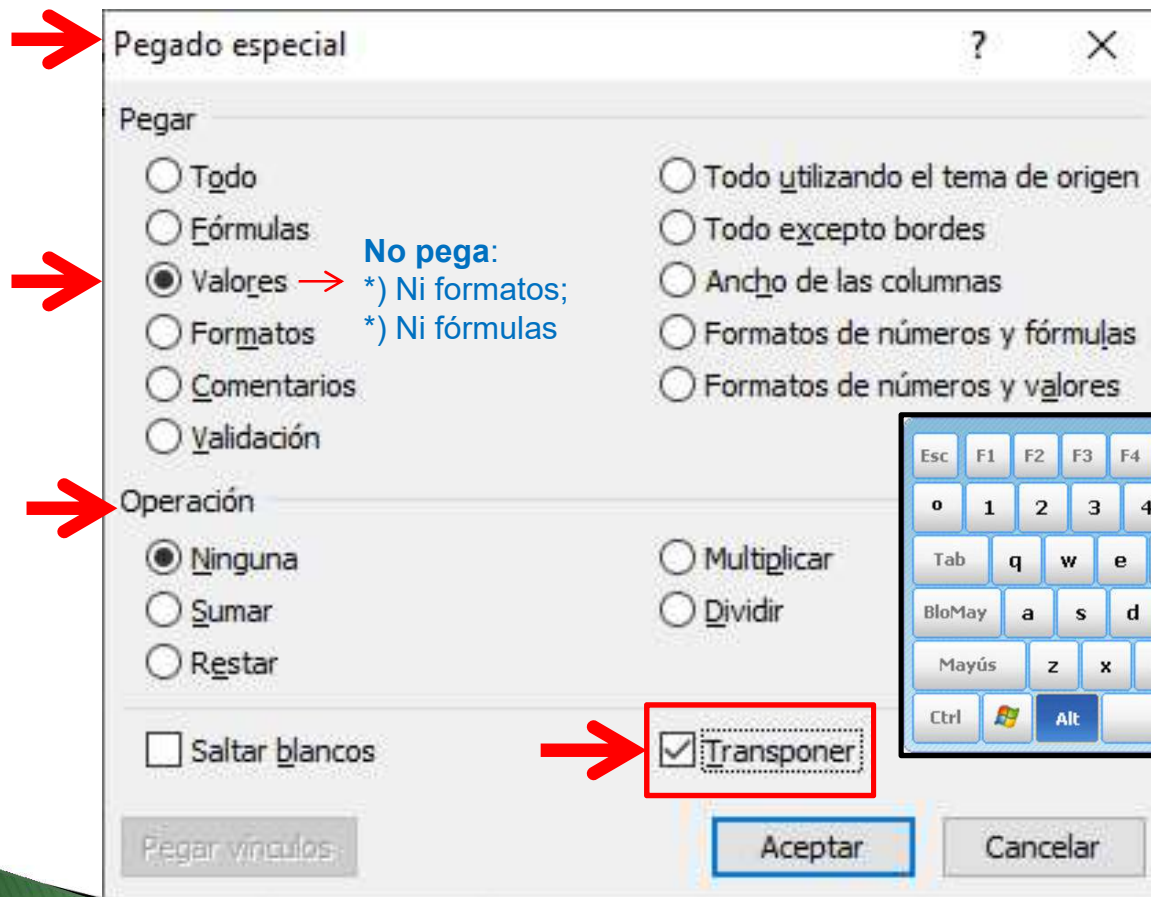 Pegado especial ? ✕
Pegar
Todo
Fórmulas
Valores
Formatos
Comentarios
Validación
No pega:
*) Ni formatos;
*) Ni fórmulas
Todo utilizando el tema de origen
Todo excepto bordes
Ancho de las columnas
Formatos de números y fórmulas
Formatos de números y valores
Operación
Ninguna
Sumar
Restar
Multiplicar
Dividir
Saltar blancos
Transponer
Pegar vínculos
Aceptar
Cancelar
Esc F1 F2 F3 F4
º 1 2 3 4
Tab q w e
BloMay a s d
Mayús z x
Ctrl Alt